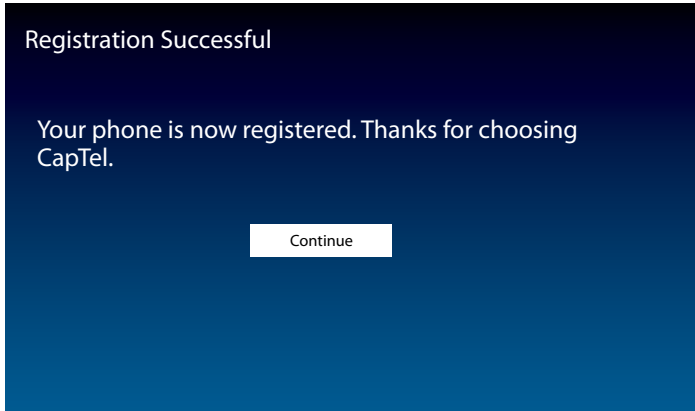 Registration Successful
Your phone is now registered. Thanks for choosing
CapTel.
Continue